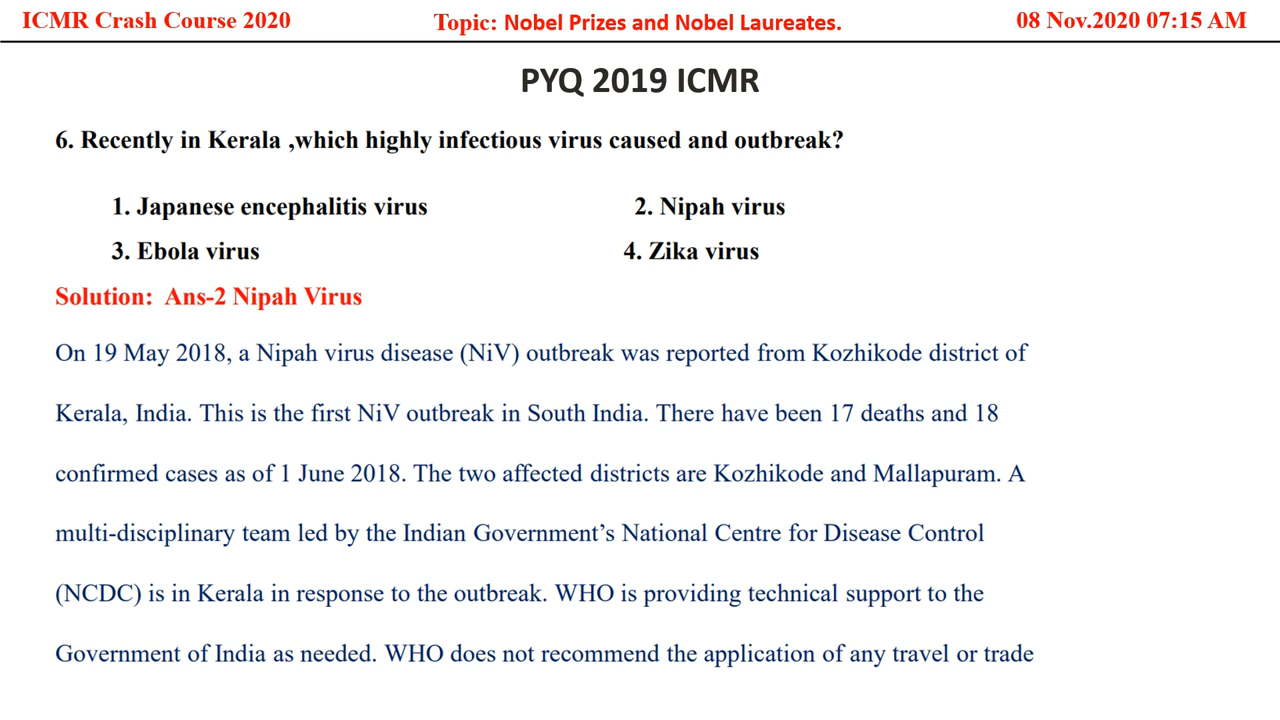 ICMR Crash Course 2020 Topic: Nobel Prizes and Nobel Laureates. 08 Nov.2020 07:15 AM
PYQ 2019 ICMR
6. Recently in Kerala ,which highly infectious virus caused and outbreak?
1. Japanese encephalitis virus 2. Nipah virus
3. Ebola virus 4. Zika virus
Solution: Ans-2 Nipah Virus
On 19 May 2018, a Nipah virus disease (NiV) outbreak was reported from Kozhikode district of
Kerala, India. This is the first NiV outbreak in South India. There have been 17 deaths and 18
confirmed cases as of 1 June 2018. The two affected districts are Kozhikode and Mallapuram. A
multi-disciplinary team led by the Indian Government’s National Centre for Disease Control
(NCDC) is in Kerala in response to the outbreak. WHO is providing technical support to the
Government of India as needed. WHO does not recommend the application of any travel or trade